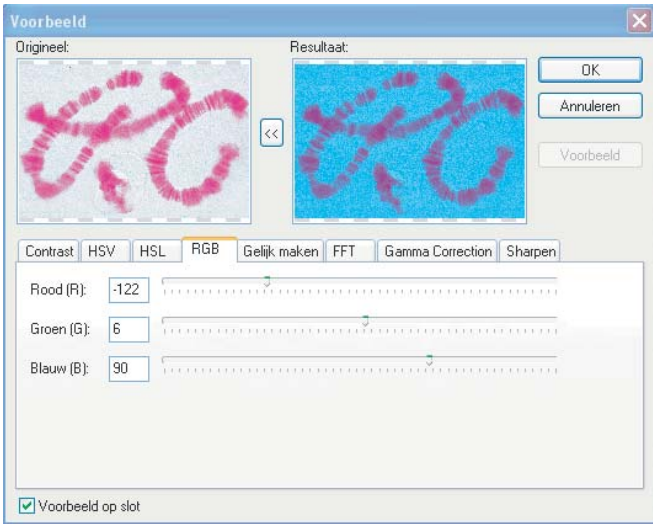 Voorbeeld
Origineel: Resultaat:
OK
<< Annuleren
Voorbeeld
Contrast HSV HSL RGB Gelijk maken FFT Gamma Correction Sharpen
Rood (R): -122
Groen (G): 6
Blauw (B): 90
Voorbeeld op slot